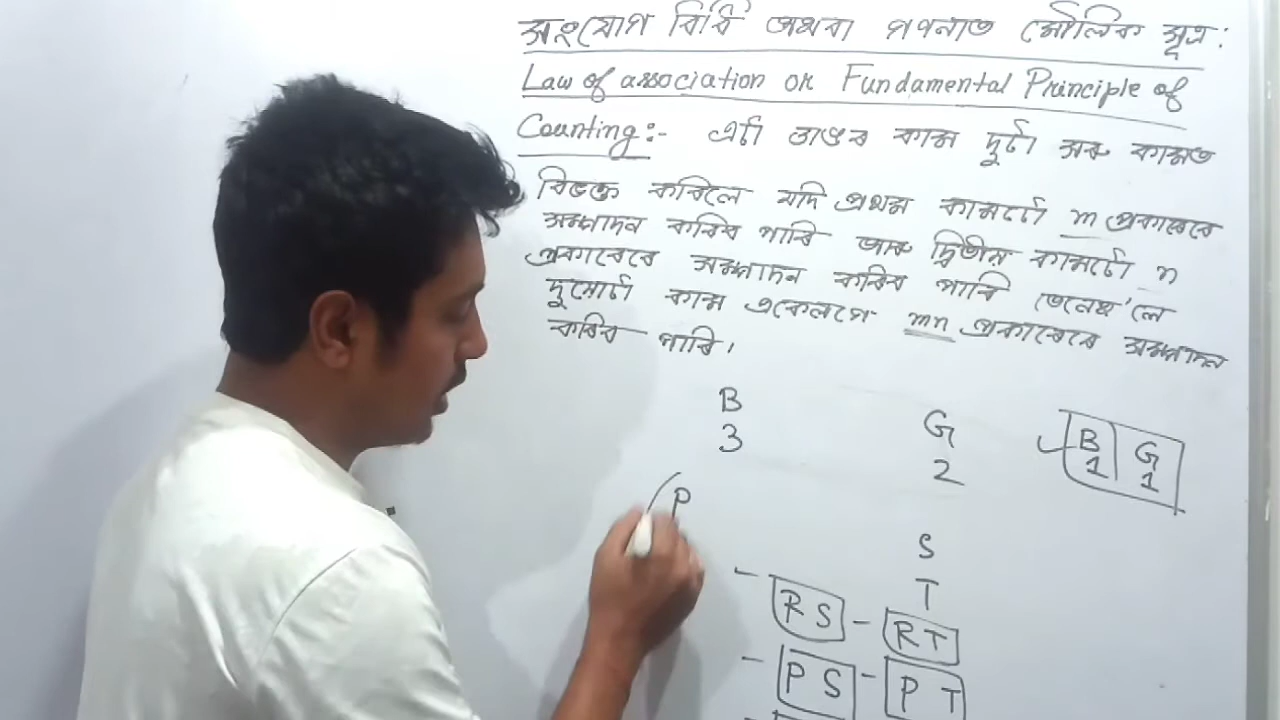 সংযোগ বিধি অথবা গণনাৰ মৌলিক সূত্ৰ:
Law of association or Fundamental Principle of
Counting:- এটা ডাঙৰ কাম দুটা সৰু কামত
বিভক্ত কৰিলে যদি প্ৰথম কামটো m প্ৰকাৰেৰে
সম্পাদন কৰিব পাৰি আৰু দ্বিতীয় কামটো n
প্ৰকাৰেৰে সম্পাদন কৰিব পাৰি তেনেহ'লে
দুয়োটা কাম একেলগে mn প্ৰকাৰেৰে সম্পাদন
কৰিব পাৰি।
B G B G
3 2 1 1
P
S
T
- RS - RT
- PS - PT